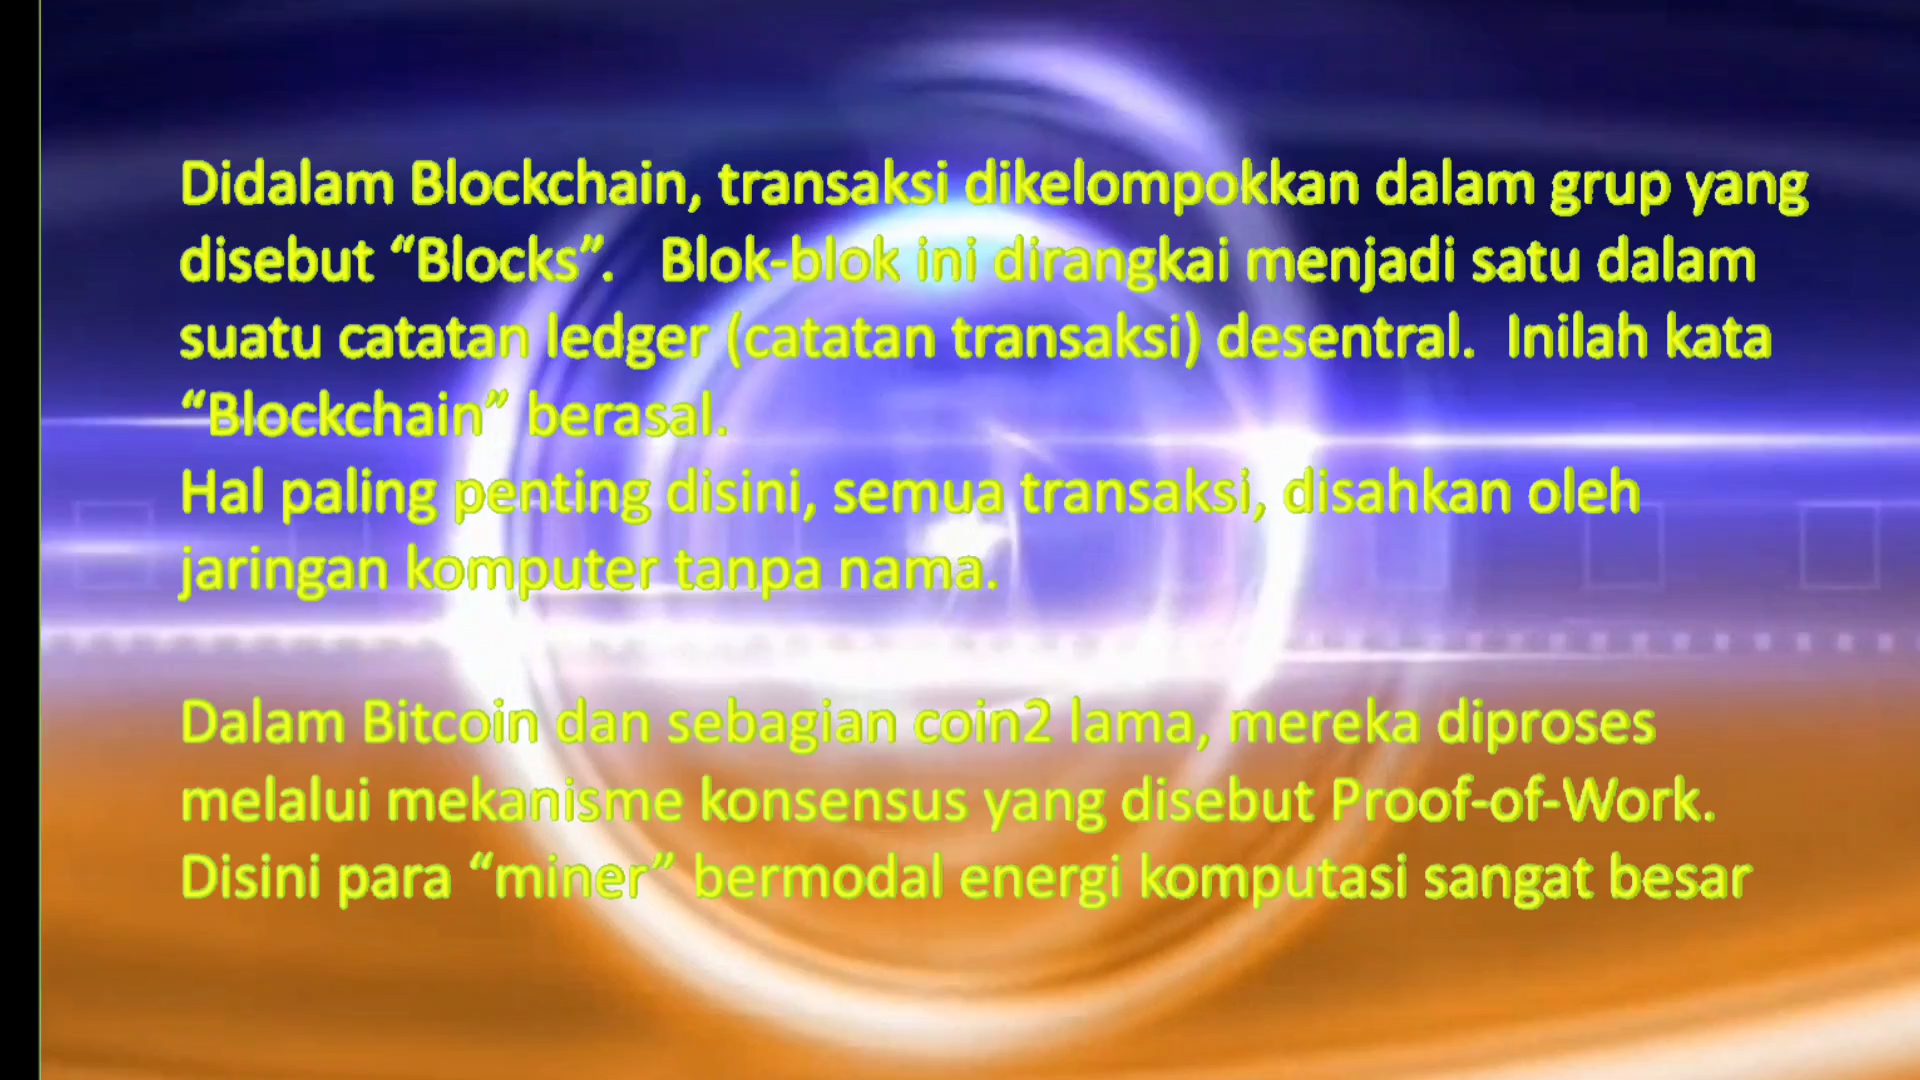 Didalam Blockchain, transaksi dikelompokkan dalam grup yang
disebut “Blocks”.   Blok-blok ini dirangkai menjadi satu dalam
suatu catatan ledger (catatan transaksi) desentral.  Inilah kata
“Blockchain” berasal.
Hal paling penting disini, semua transaksi, disahkan oleh
jaringan komputer tanpa nama.
Dalam Bitcoin dan sebagian coin2 lama, mereka diproses
melalui mekanisme konsensus yang disebut Proof-of-Work.
Disini para “miner” bermodal energi komputasi sangat besar